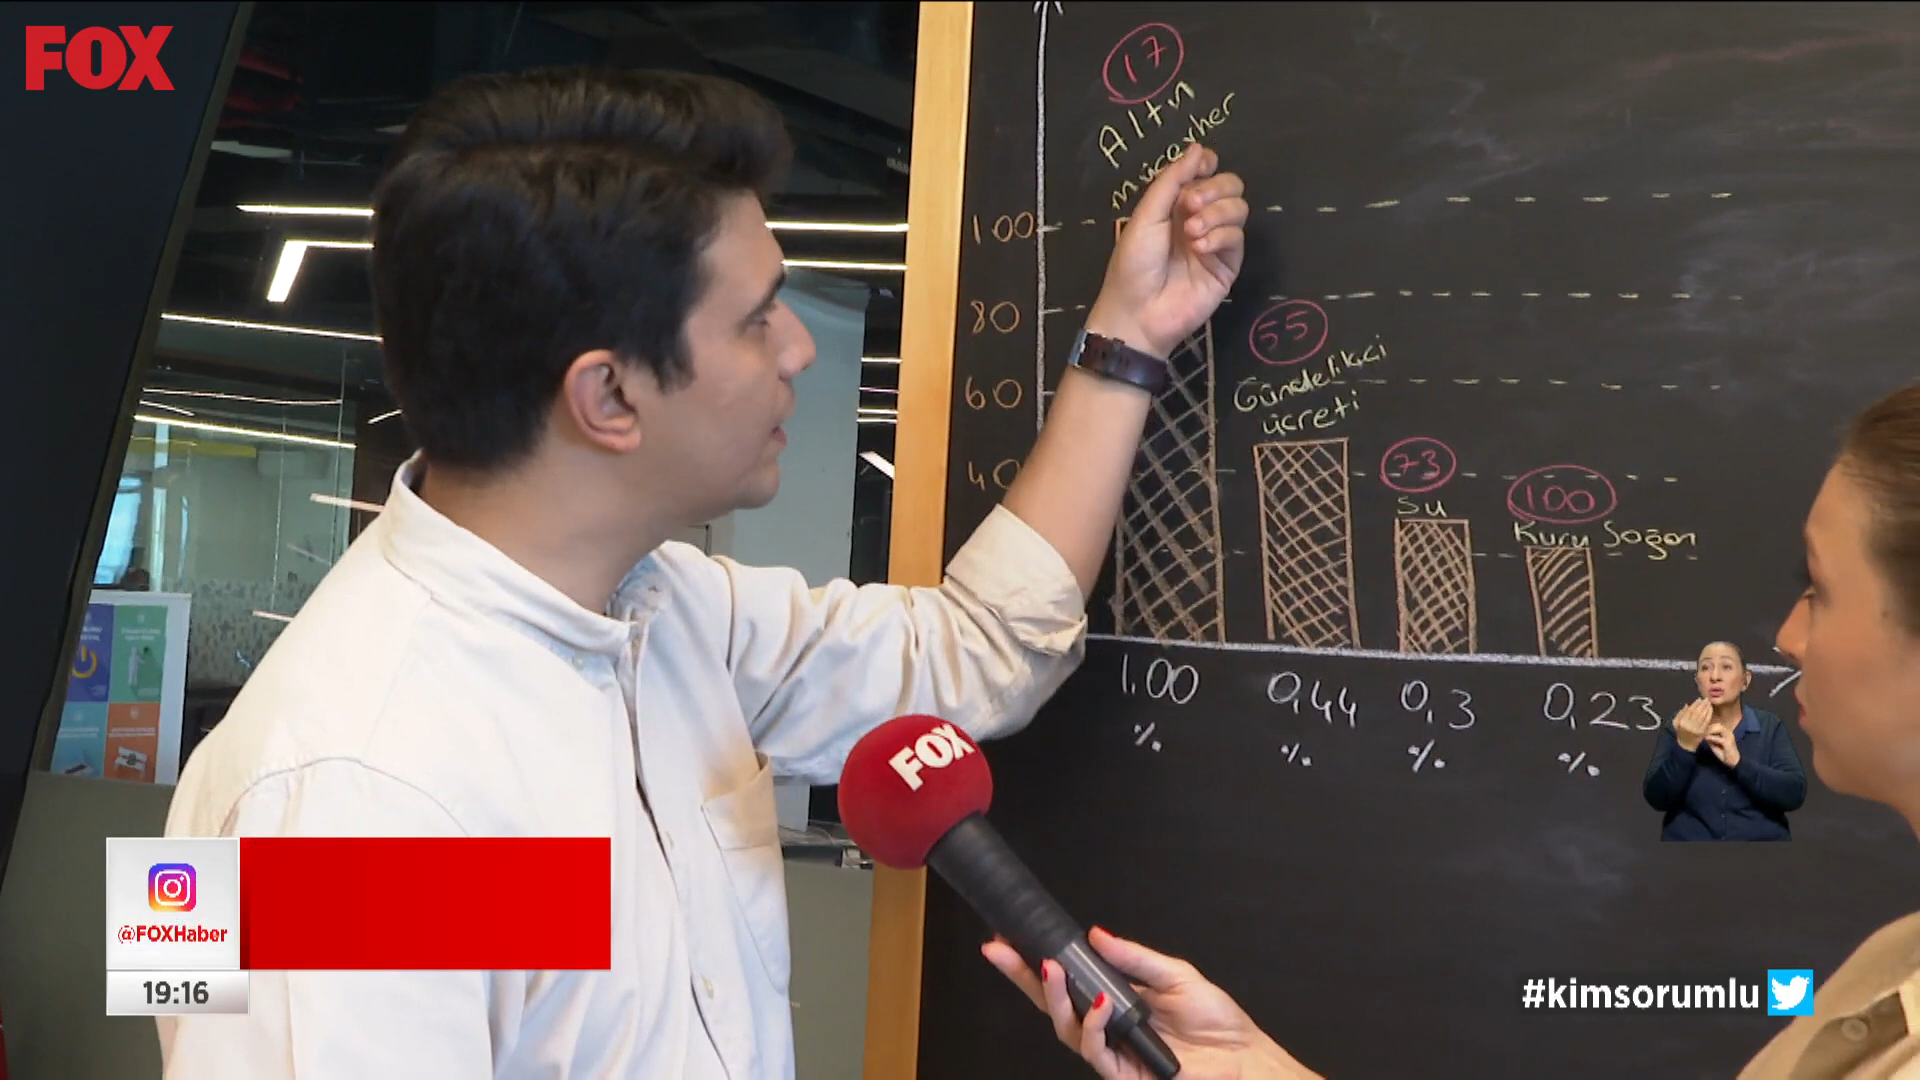 FOX
17
Altın
mücevher
100
80
60
40
55
Gündelikci
ücreti
73
Su
100
Kuru Soğan
1.00
0,44
0,3
0,23
%
%
%
%
FOX
@FOXHaber
19:16
#kimsorumlu